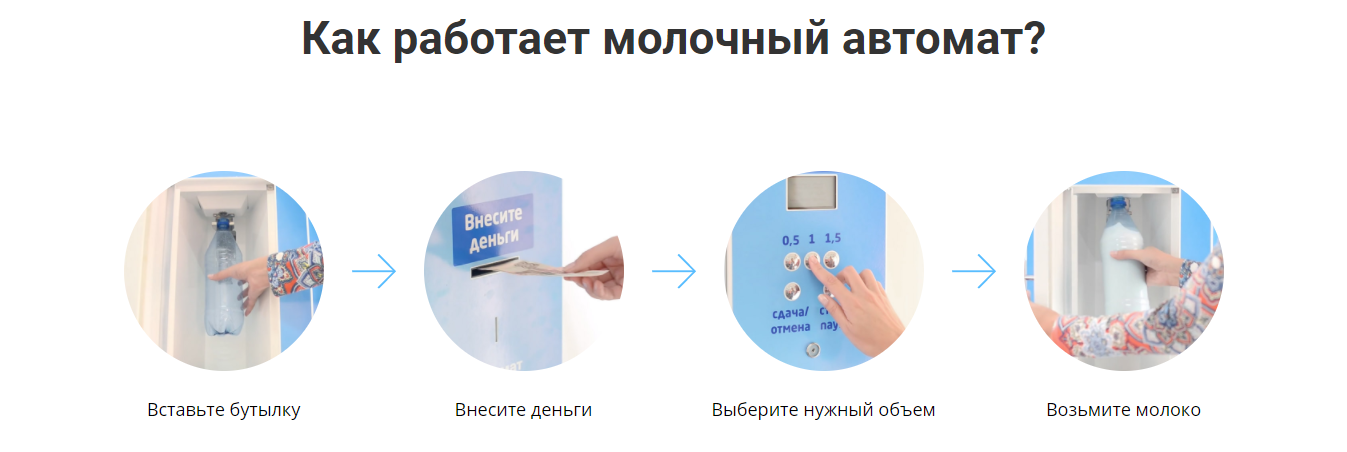 Как работает молочный автомат?
Внесите
деньги
0,5 1 1,5
сдача/
отмена
Вставьте бутылку
Внесите деньги
Выберите нужный объем
Возьмите молоко